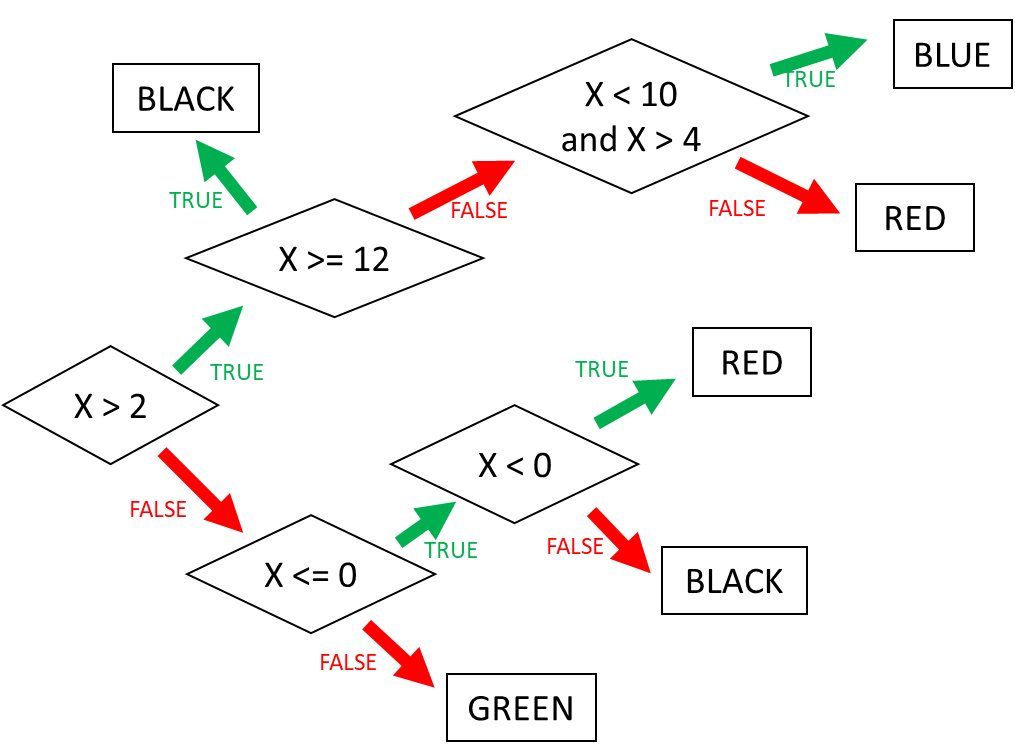 BLUE
X < 10
and X > 4
TRUE
BLACK
TRUE
FALSE
FALSE
RED
X >= 12
TRUE
RED
TRUE
X > 2
X < 0
FALSE
TRUE
FALSE
X <= 0
BLACK
FALSE
GREEN